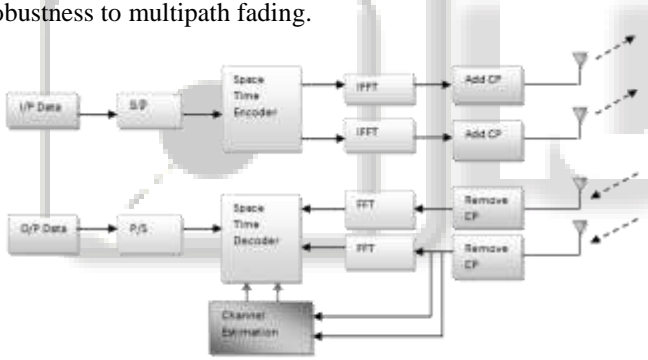 obustness to multipath fading.
I/P Data
S/P
Space
Time
Encoder
IFFT
Add CP
IFFT
Add CP
O/P Data
P/S
Space
Time
Decoder
FFT
Remove
CP
FFT
Remove
CP
Channel
Estimation